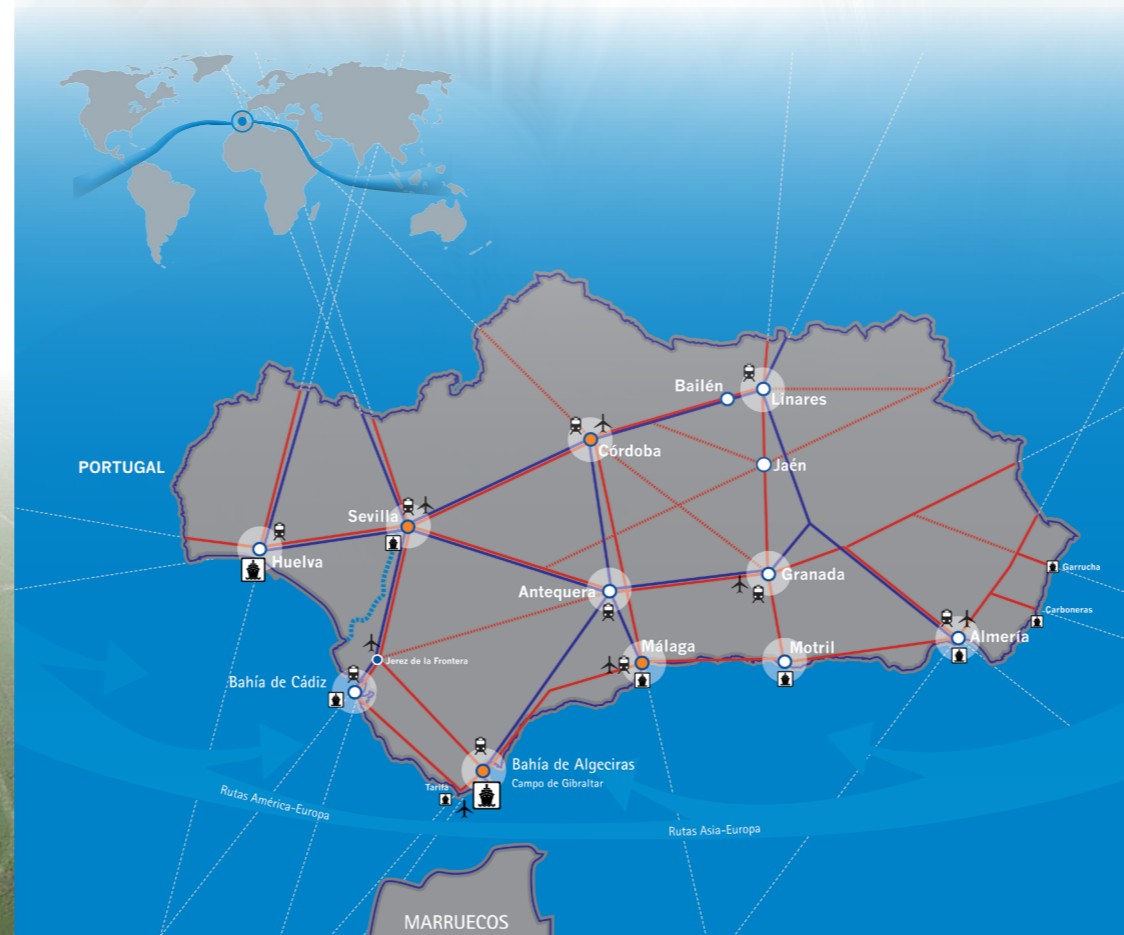 Bailén
Linares
Córdoba
PORTUGAL
Jaén
Sevilla
Huelva
Garrucha
Granada
Antequera
Carboneras
Almería
Málaga
Motril
Jerez de la Frontera
Bahía de Cádiz
Bahía de Algeciras
Campo de Gibraltar
Tarifa
Rutas América-Europa
Rutas Asia-Europa
MARRUECOS